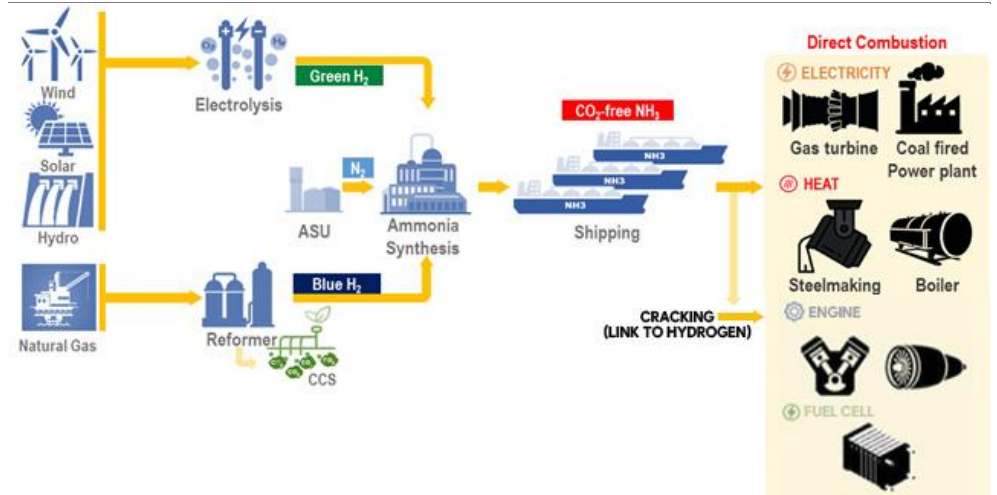 Wind
Solar
Hydro
Natural Gas
Electrolysis
Green H₂
N₂
ASU
Ammonia
Synthesis
Reformer
Blue H₂
CCS
CO₂-free NH₃
NH3
NH3
NH3
Shipping
CRACKING
(LINK TO HYDROGEN)
Direct Combustion
ELECTRICITY
Gas turbine
Coal fired
Power plant
HEAT
Steelmaking
Boiler
ENGINE
FUEL CELL